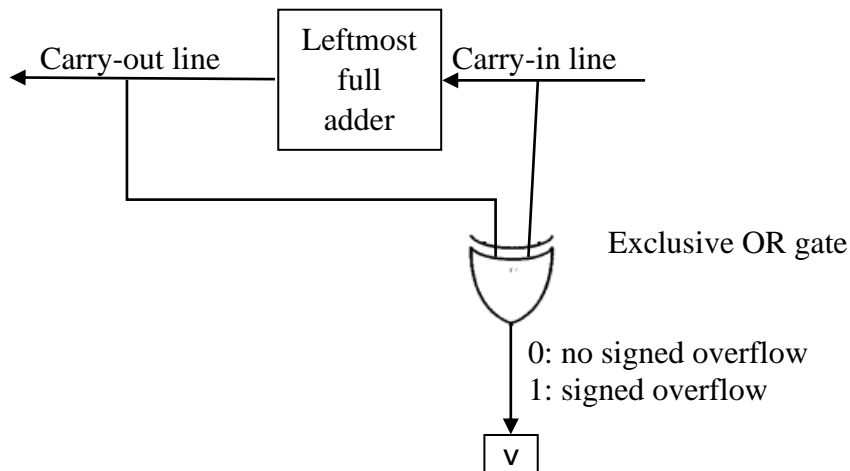 Leftmost
full
adder
Carry-out line
Carry-in line
Exclusive OR gate
0: no signed overflow
1: signed overflow
v